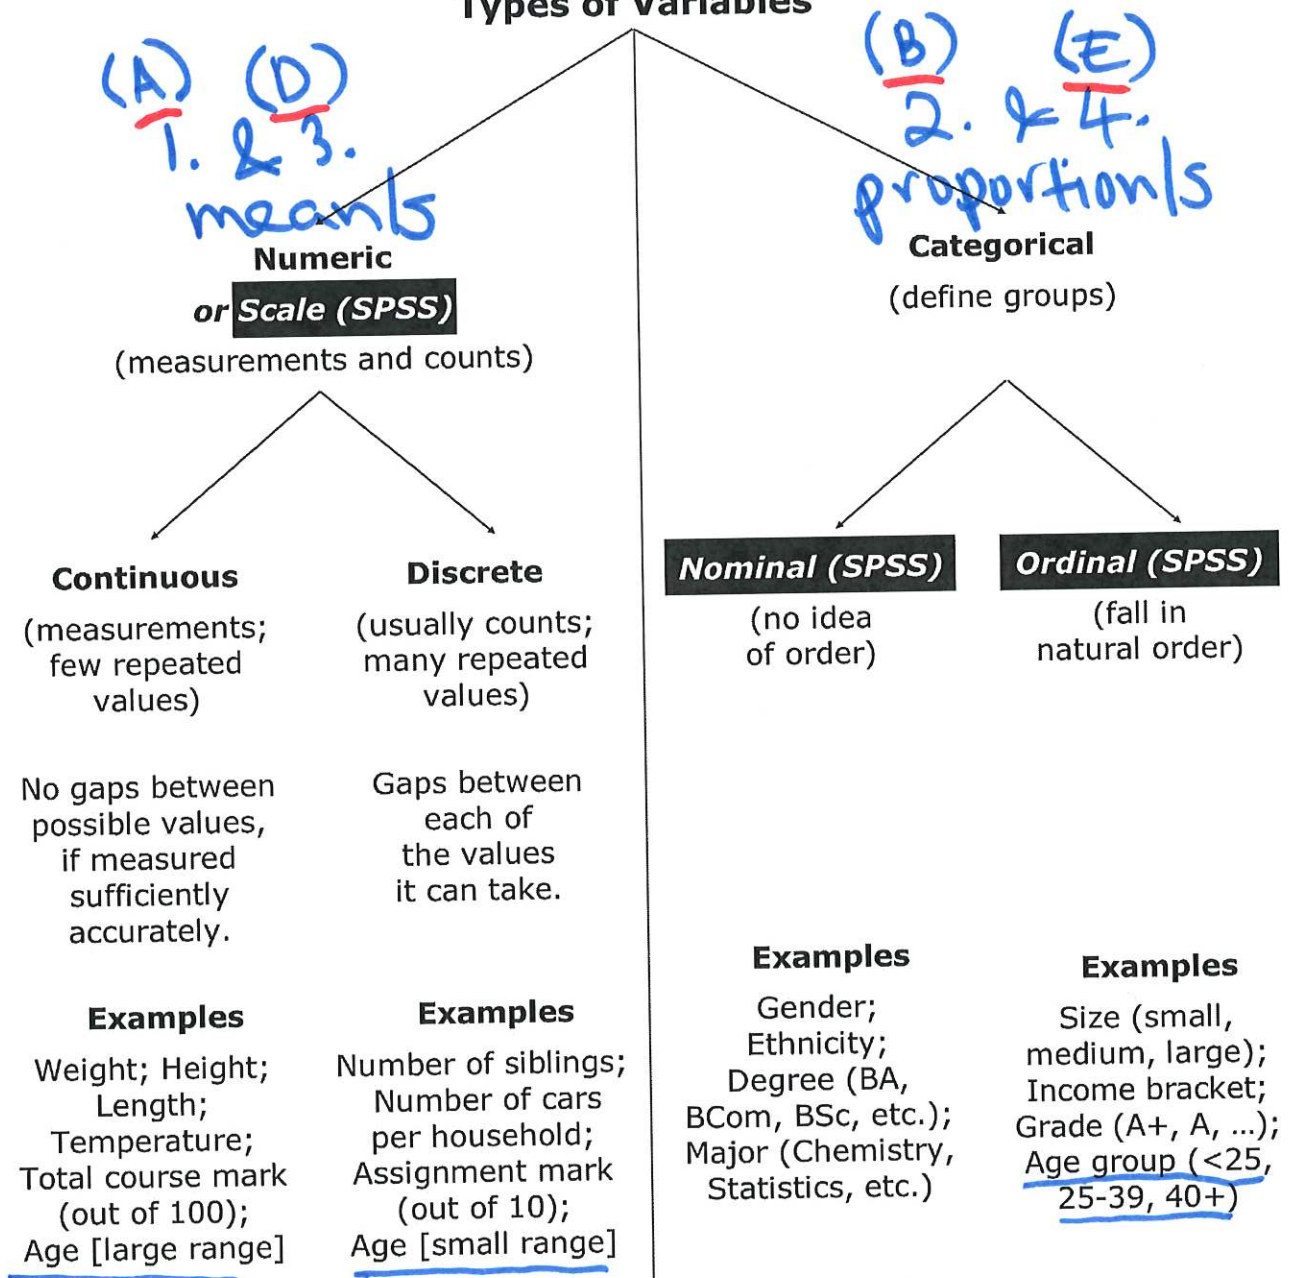 Types of Variables
(A) (D)
1. & 3.
mean/s
(B) (E)
2. & 4.
proportion/s
Numeric
or Scale (SPSS)
(measurements and counts)
Categorical
(define groups)
Continuous
(measurements;
few repeated
values)
No gaps between
possible values,
if measured
sufficiently
accurately.
Examples
Weight; Height;
Length;
Temperature;
Total course mark
(out of 100);
Age [large range]
Discrete
(usually counts;
many repeated
values)
Gaps between
each of
the values
it can take.
Examples
Number of siblings;
Number of cars
per household;
Assignment mark
(out of 10);
Age [small range]
Nominal (SPSS)
(no idea
of order)
Examples
Gender;
Ethnicity;
Degree (BA,
BCom, BSc, etc.);
Major (Chemistry,
Statistics, etc.)
Ordinal (SPSS)
(fall in
natural order)
Examples
Size (small,
medium, large);
Income bracket;
Grade (A+, A, ...);
Age group (<25,
25-39, 40+)